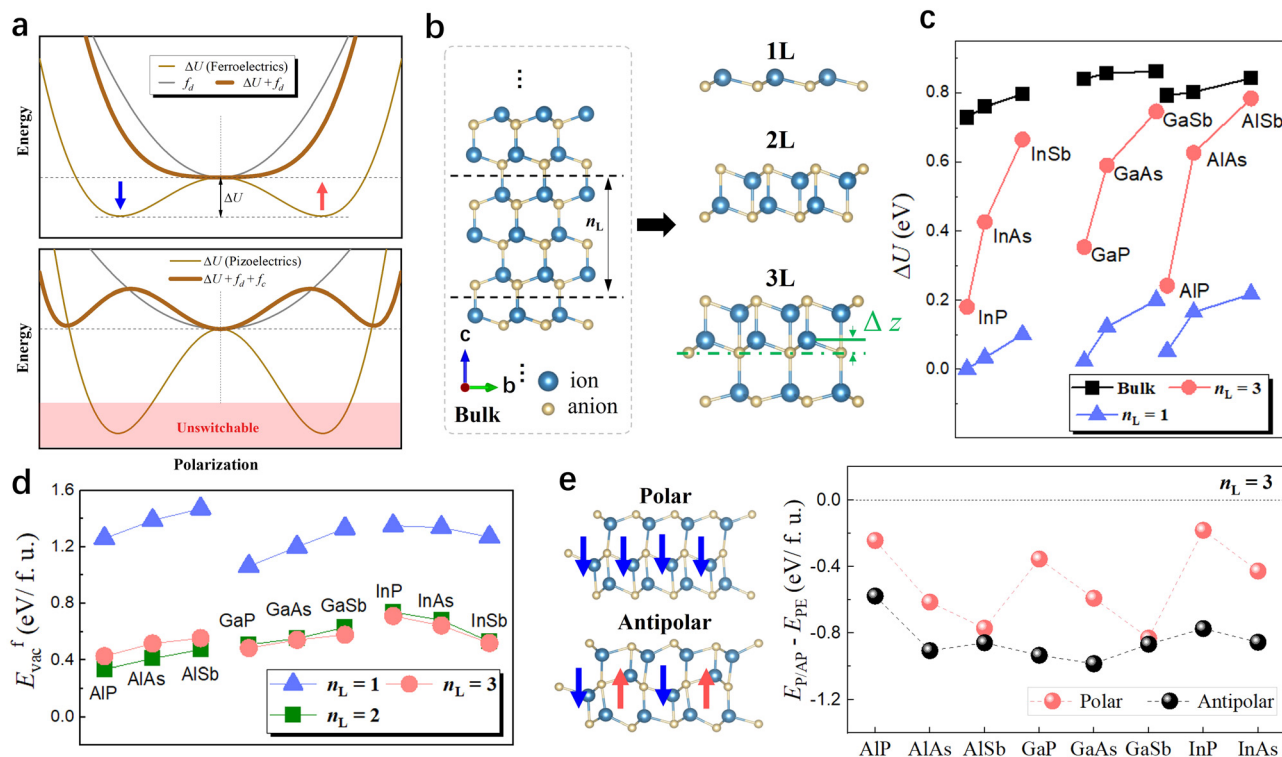 a
ΔU (Ferroelectrics)
f_d ΔU + f_d
Energy
ΔU
ΔU (Pizoelectrics)
ΔU + f_d + f_c
Energy
Unswitchable
Polarization
b
⋮
n_L
c
b
⋮
Bulk
ion
anion
1L
2L
3L
Δ z
c
ΔU (eV)
0.8
0.6
0.4
0.2
0.0
InP
InAs
InSb
GaP
GaAs
GaSb
AlP
AlAs
AlSb
Bulk n_L = 3
n_L = 1
d
E_vac^f (eV/ f. u.)
1.6
1.2
0.8
0.4
0.0
AlP
AlAs
AlSb
GaP
GaAs
GaSb
InP
InAs
InSb
n_L = 1 n_L = 3
n_L = 2
e
Polar
Antipolar
E_P/AP - E_PE (eV/ f. u.)
n_L = 3
0.0
-0.4
-0.8
-1.2
Polar Antipolar
AlP AlAs AlSb GaP GaAs GaSb InP InAs